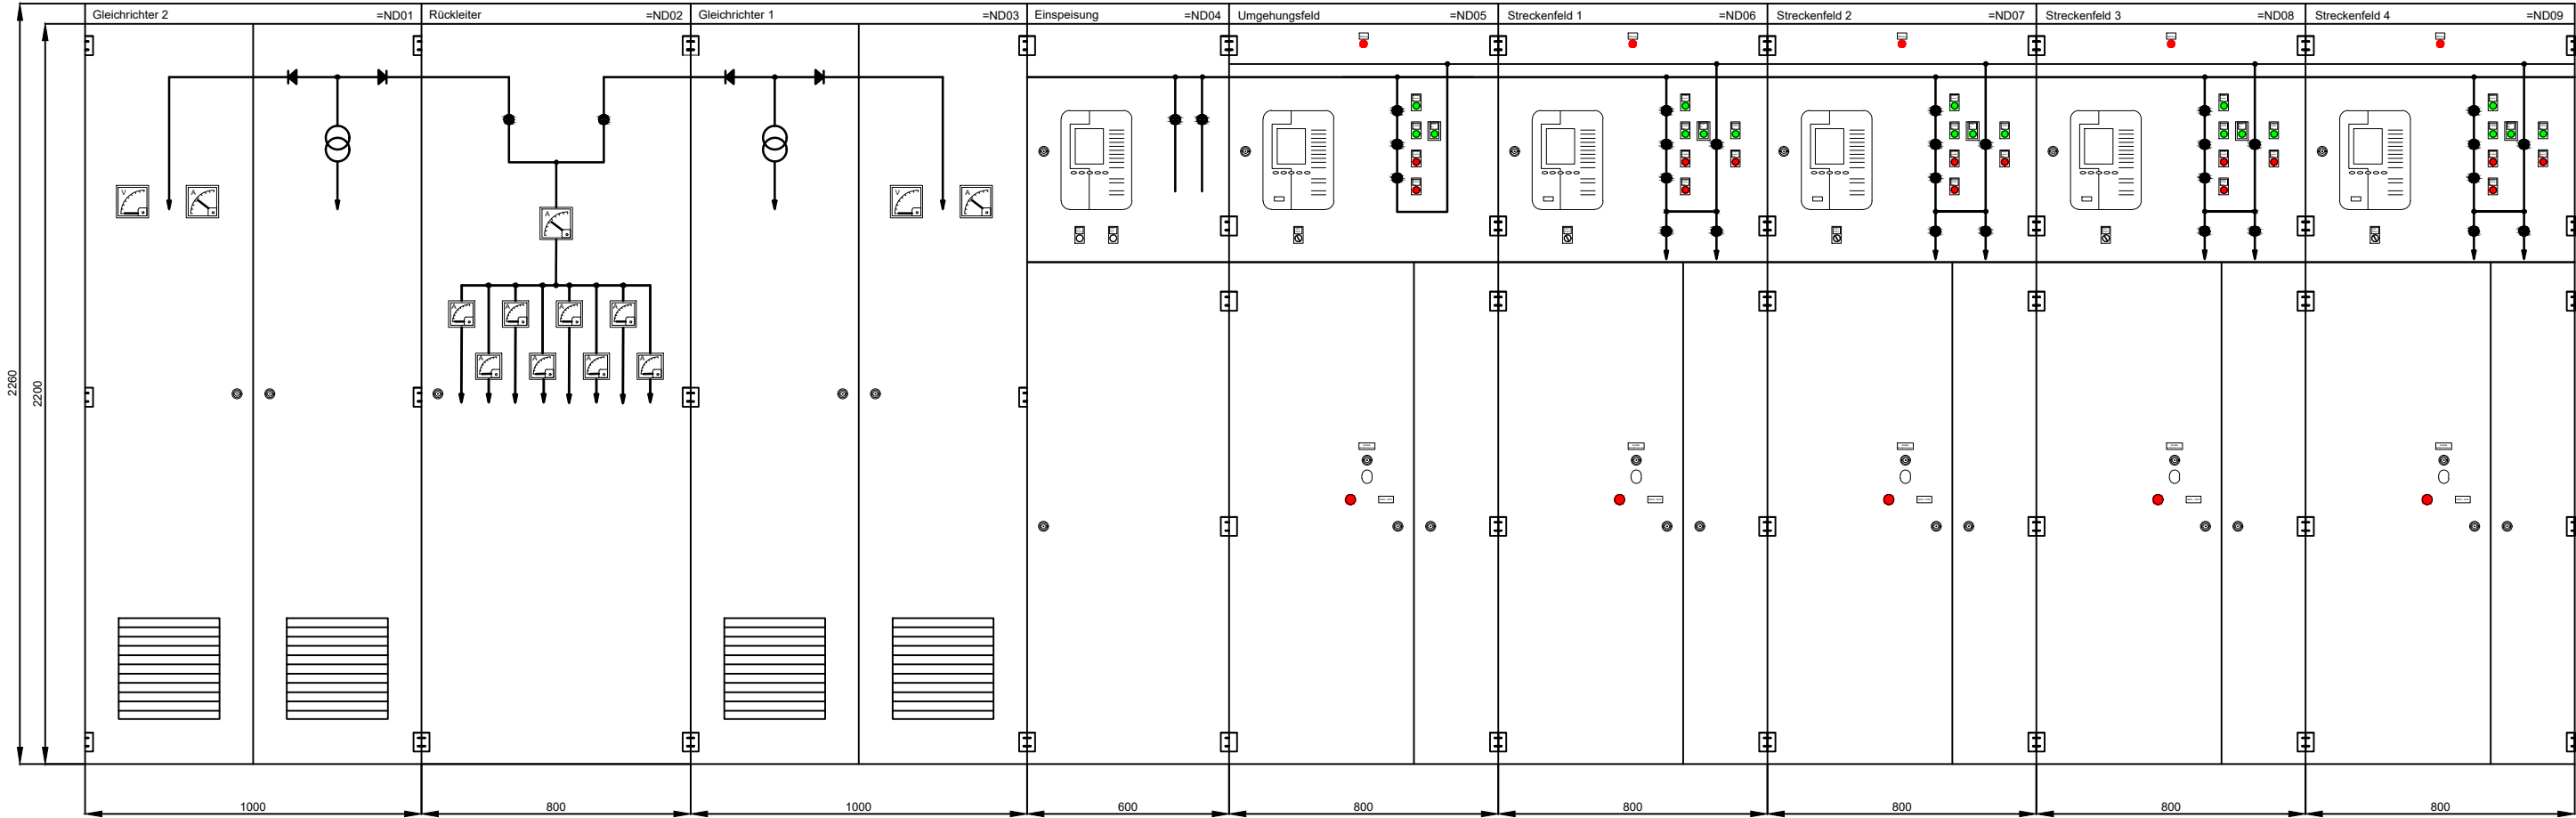 Gleichrichter 2 =ND01
Rückleiter =ND02
Gleichrichter 1 =ND03
Einspeisung =ND04
Umgehungsfeld =ND05
Streckenfeld 1 =ND06
Streckenfeld 2 =ND07
Streckenfeld 3 =ND08
Streckenfeld 4 =ND09
V
A
A
V
A
A
A
A
A
A
A
A
A
2260
2200
1000
800
1000
600
800
800
800
800
800